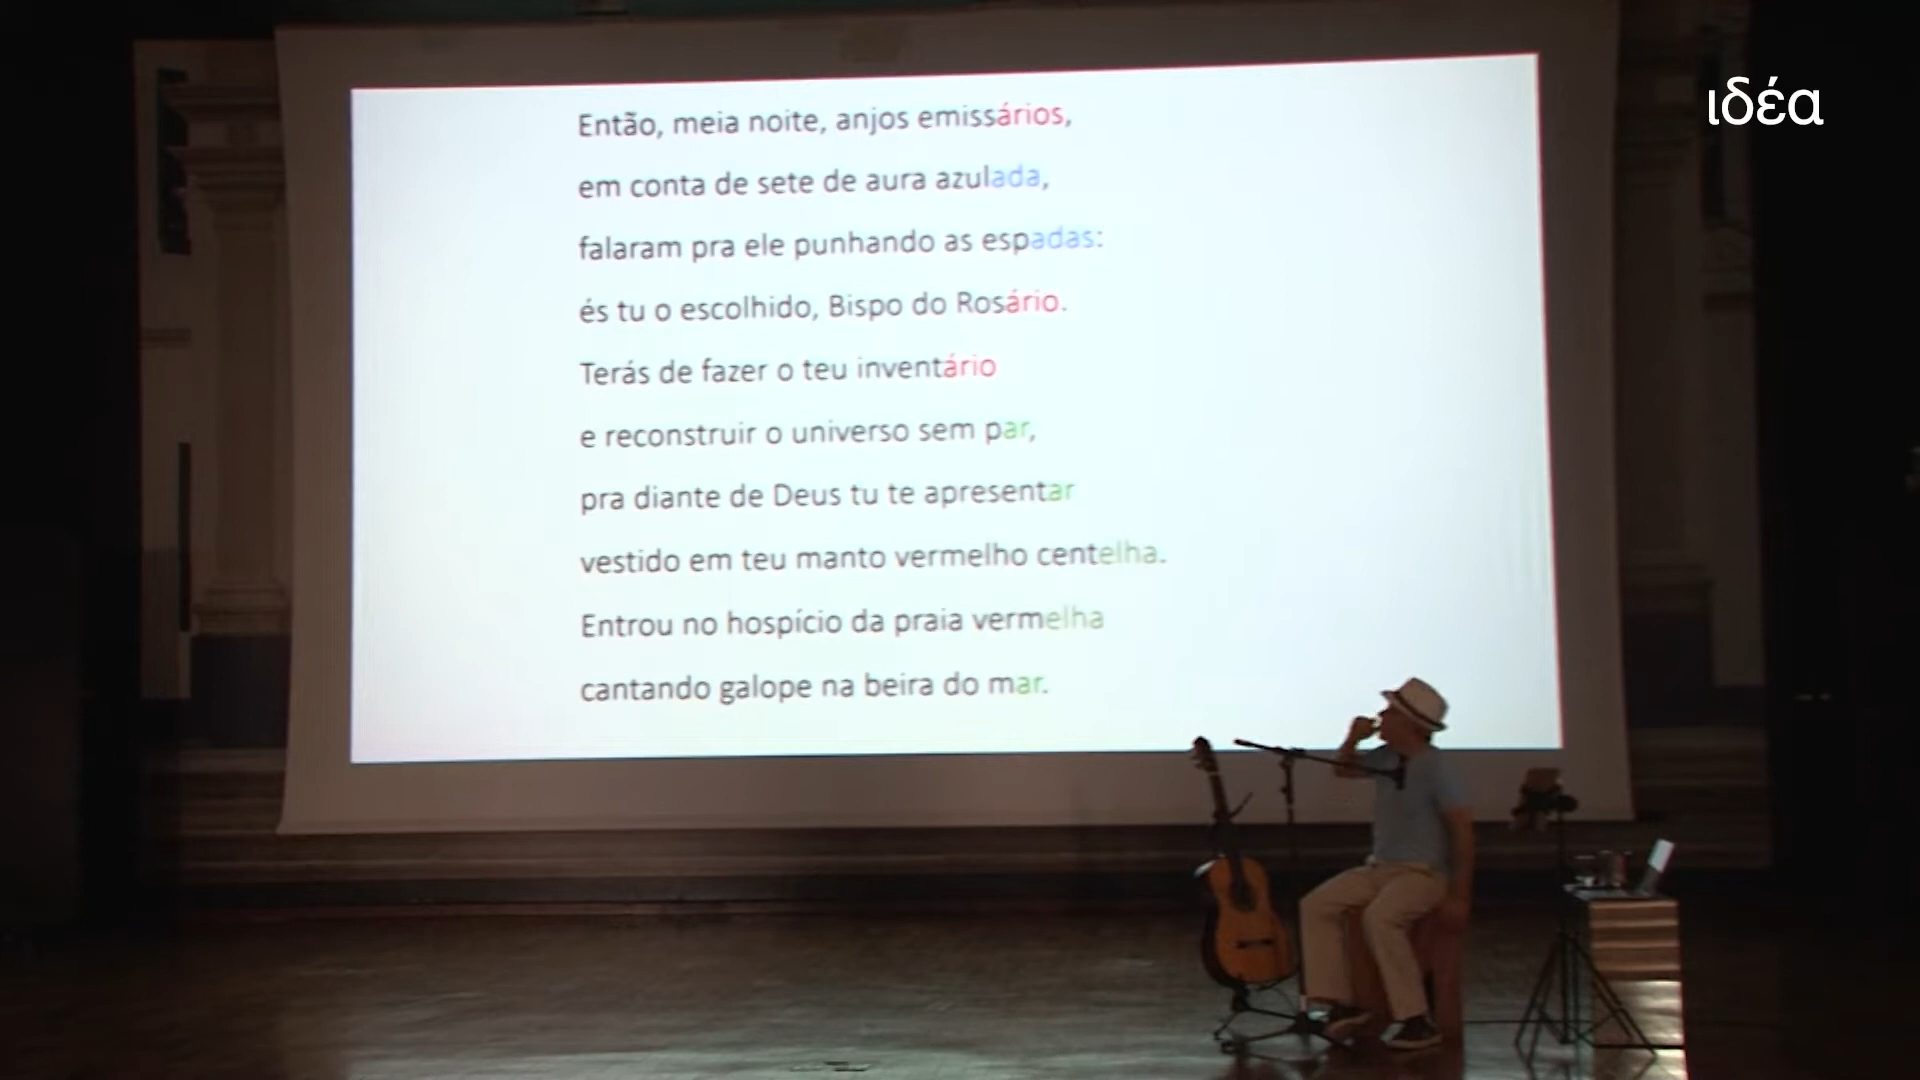 Então, meia noite, anjos emissários,
em conta de sete de aura azulada,
falaram pra ele punhando as espadas:
és tu o escolhido, Bispo do Rosário.
Terás de fazer o teu inventário
e reconstruir o universo sem par,
pra diante de Deus tu te apresentar
vestido em teu manto vermelho centelha.
Entrou no hospício da praia vermelha
cantando galope na beira do mar.
ιδέα